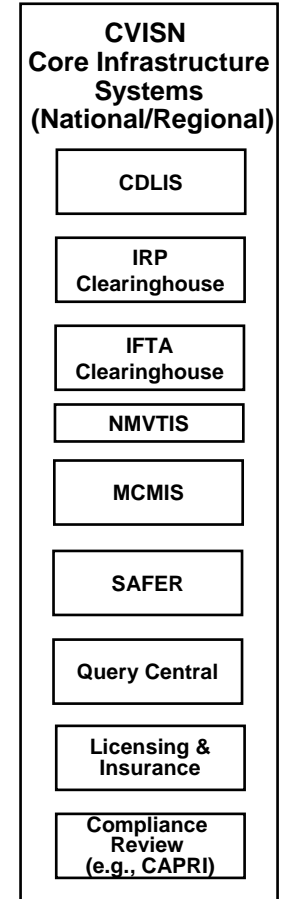 CVISN
Core Infrastructure
Systems
(National/Regional)
CDLIS
IRP
Clearinghouse
IFTA
Clearinghouse
NMVTIS
MCMIS
SAFER
Query Central
Licensing &
Insurance
Compliance
Review
(e.g., CAPRI)